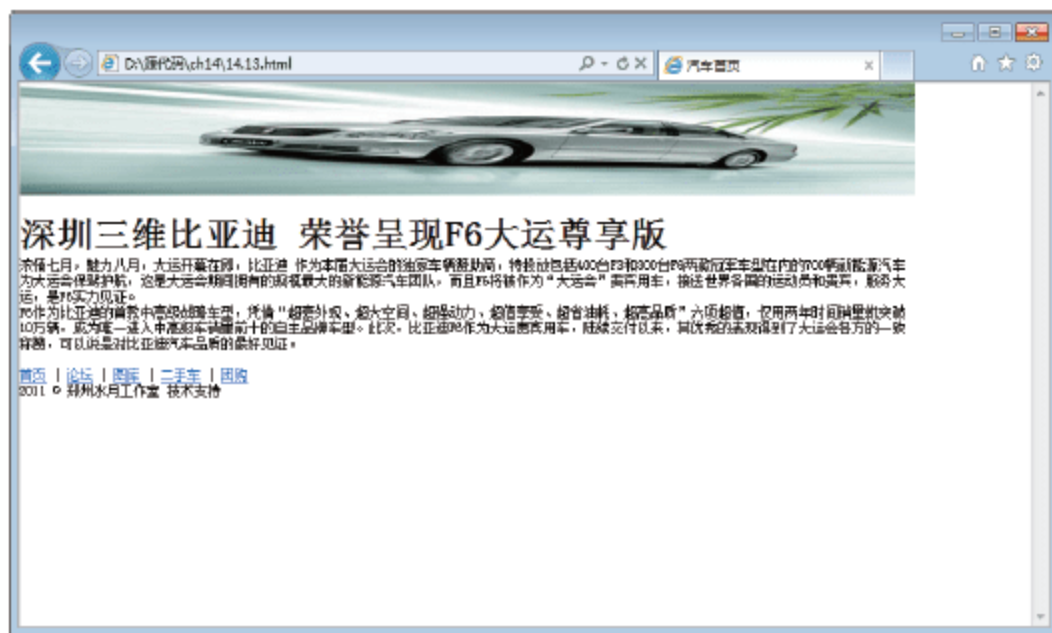 D:\源代码\ch14\14.13.html
汽车首页
深圳三维比亚迪 荣誉呈现F6大运尊享版
浓情七月，魅力八月，大运开幕在即，比亚迪 作为本届大运会的独家车辆赞助商，特投放包括400台F3和300台F6两款冠军车型在内的700辆新能源汽车
为大运会保驾护航，这是大运会期间拥有的规模最大的新能源汽车团队，而且F6将被作为“大运会”贵宾用车，接送世界各国的运动员和贵宾，服务大
运，是F6实力见证。
F6作为比亚迪的首款中高级战略车型，凭借“超豪外观、超大空间、超强动力、超值享受、超省油耗、超高品质”六项超值，仅用两年时间销量就突破
10万辆，成为唯一进入中高级车销量前十的自主品牌车型。此次，比亚迪F6作为大运贵宾用车，陆续交付以来，其优秀的表现得到了大运会各方的一致
称赞，可以说是对比亚迪汽车品质的最好见证。
首页 | 论坛 | 图库 | 二手车 | 团购
2011 © 郑州水月工作室 技术支持